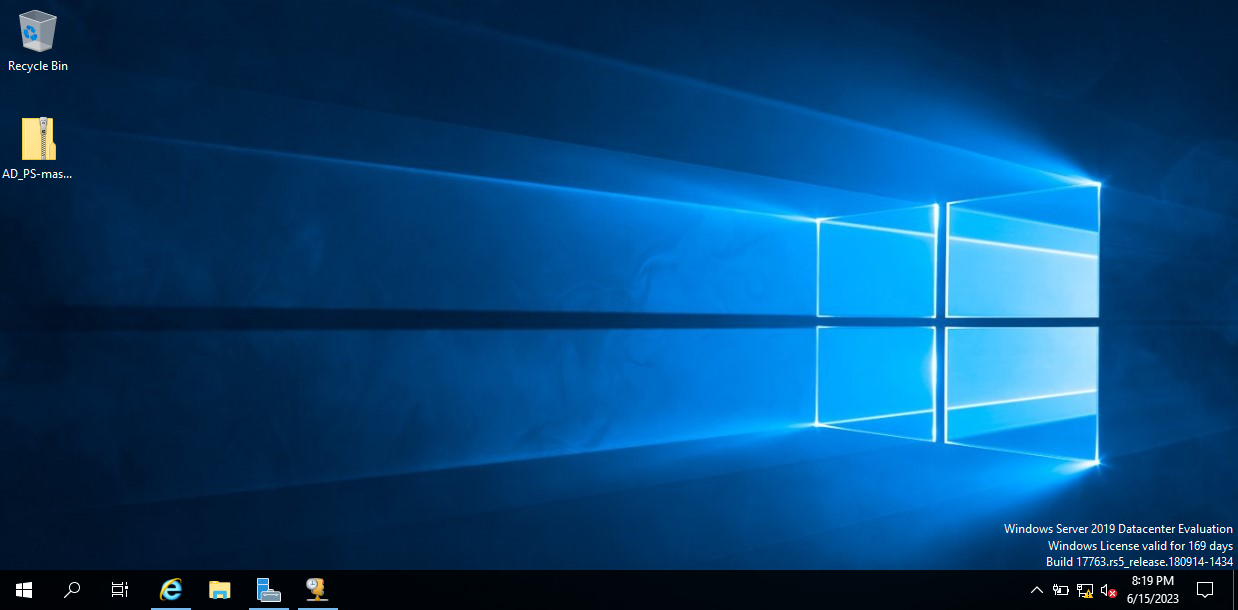 Recycle Bin
AD_PS-mas...
Windows Server 2019 Datacenter Evaluation
Windows License valid for 169 days
Build 17763.rs5_release.180914-1434
8:19 PM
6/15/2023